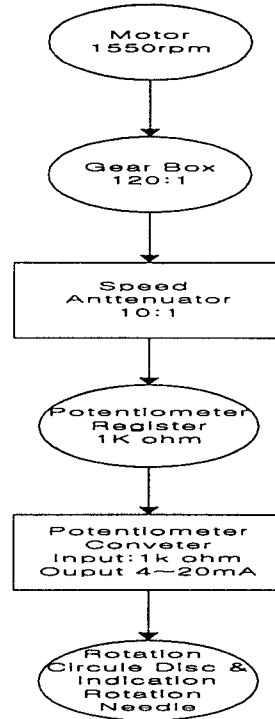 Motor
1550rpm
Gear Box
120:1
Speed
Anttenuator
10:1
Potentiometer
Register
1K ohm
Potentiometer
Conveter
Input:1k ohm
Ouput 4~20mA
Rotation
Circule Disc &
Indication
Rotation
Needle